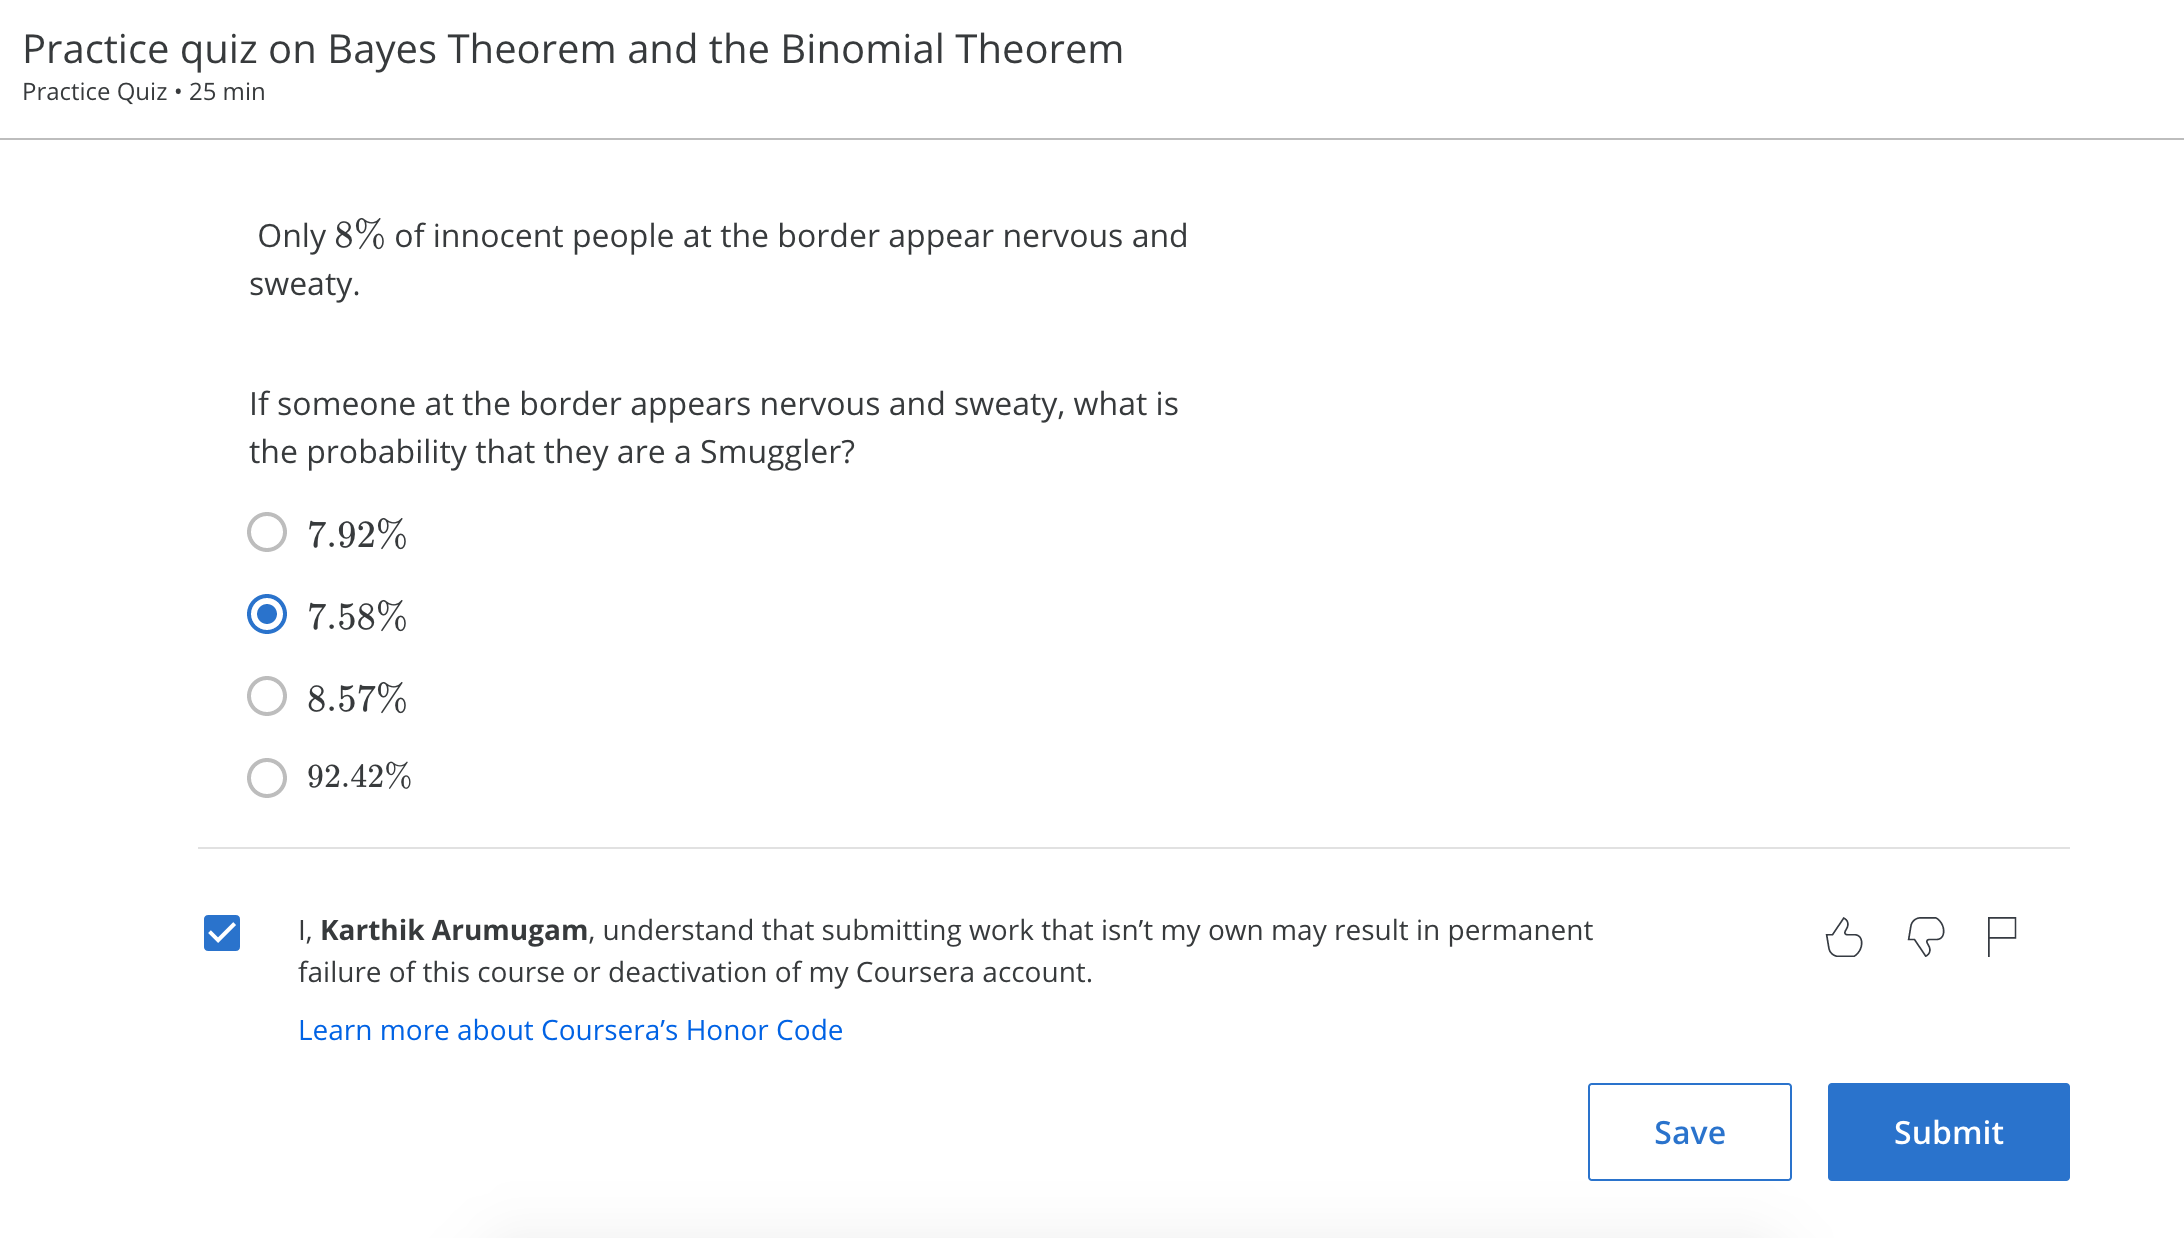 Practice quiz on Bayes Theorem and the Binomial Theorem
Practice Quiz • 25 min
Only 8% of innocent people at the border appear nervous and
sweaty.
If someone at the border appears nervous and sweaty, what is
the probability that they are a Smuggler?
7.92%
7.58%
8.57%
92.42%
I, Karthik Arumugam, understand that submitting work that isn’t my own may result in permanent
failure of this course or deactivation of my Coursera account.
Learn more about Coursera’s Honor Code
Save
Submit